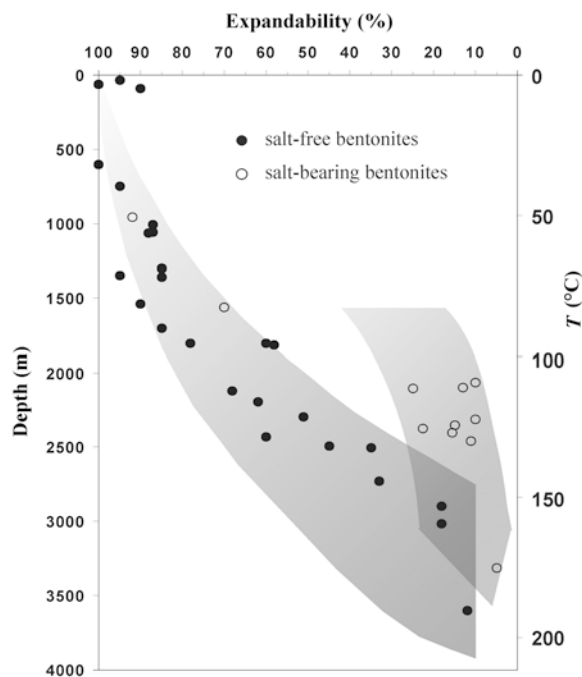 Expandability (%)
100 90 80 70 60 50 40 30 20 10 0
0
500
1000
1500
2000
2500
3000
3500
4000
Depth (m)
salt-free bentonites
salt-bearing bentonites
0
50
100
150
200
T (°C)